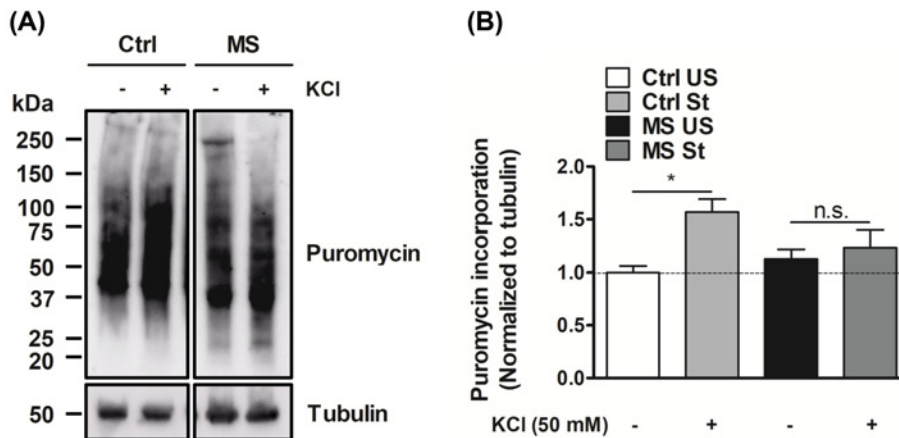 (A)
Ctrl MS
- + - + KCl
kDa
250
150
100
75
50
37
25
20
Puromycin
50
Tubulin
(B)
Ctrl US
Ctrl St
MS US
MS St
Puromycin incorporation
(Normalized to tubulin)
2.0
1.5
1.0
0.5
0.0
*
n.s.
KCl (50 mM) - + - +